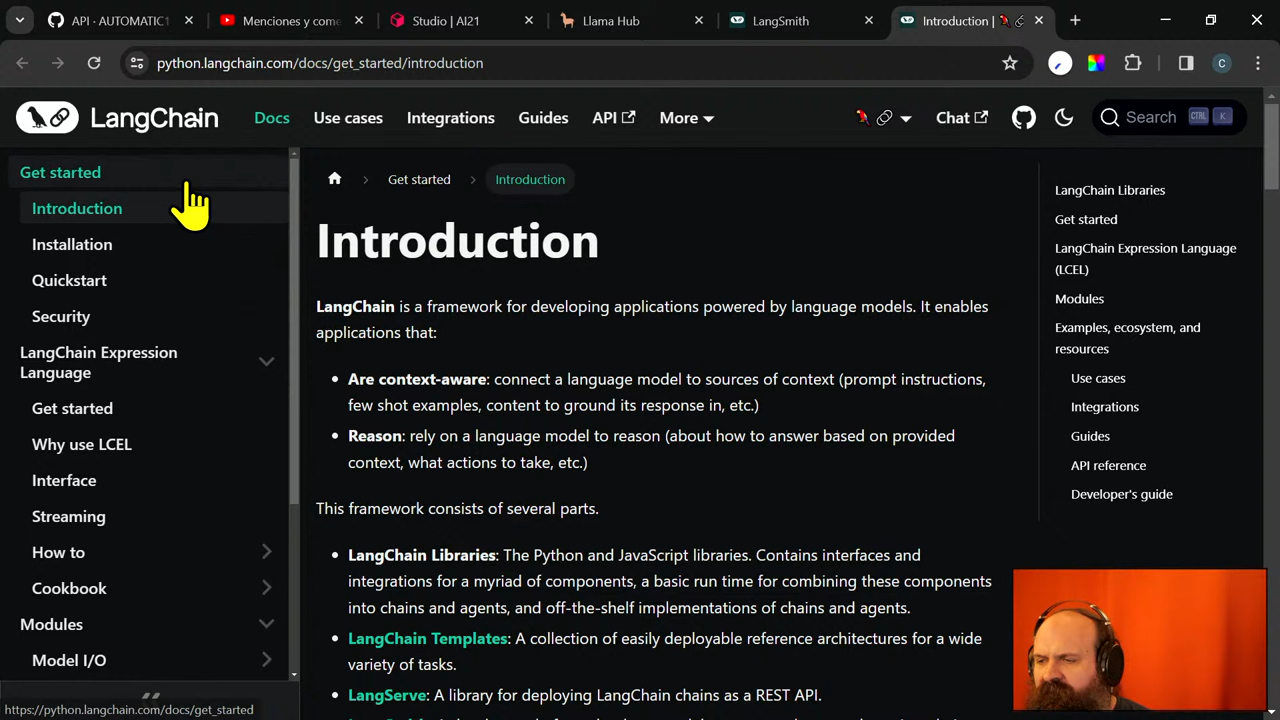 API · AUTOMATIC1
Menciones y come
Studio | AI21
Llama Hub
LangSmith
Introduction |
python.langchain.com/docs/get_started/introduction
C
LangChain
Docs
Use cases
Integrations
Guides
API
More
Chat
Search
CTRL
K
Get started
Introduction
Installation
Quickstart
Security
LangChain Expression
Language
Get started
Why use LCEL
Interface
Streaming
How to
Cookbook
Modules
Model I/O
https://python.langchain.com/docs/get_started
Get started
Introduction
Introduction
LangChain is a framework for developing applications powered by language models. It enables
applications that:
Are context-aware: connect a language model to sources of context (prompt instructions,
few shot examples, content to ground its response in, etc.)
Reason: rely on a language model to reason (about how to answer based on provided
context, what actions to take, etc.)
This framework consists of several parts.
LangChain Libraries: The Python and JavaScript libraries. Contains interfaces and
integrations for a myriad of components, a basic run time for combining these components
into chains and agents, and off-the-shelf implementations of chains and agents.
LangChain Templates: A collection of easily deployable reference architectures for a wide
variety of tasks.
LangServe: A library for deploying LangChain chains as a REST API.
LangChain Libraries
Get started
LangChain Expression Language
(LCEL)
Modules
Examples, ecosystem, and
resources
Use cases
Integrations
Guides
API reference
Developer's guide